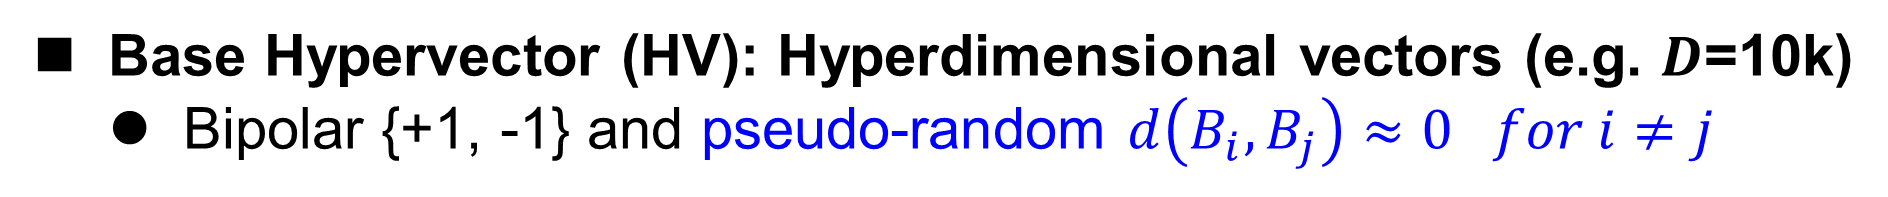 ■ Base Hypervector (HV): Hyperdimensional vectors (e.g. 𝑫=10k)
● Bipolar {+1, -1} and pseudo-random 𝑑(𝐵ᵢ, 𝐵ⱼ) ≈ 0 𝑓𝑜𝑟 𝑖 ≠ 𝑗